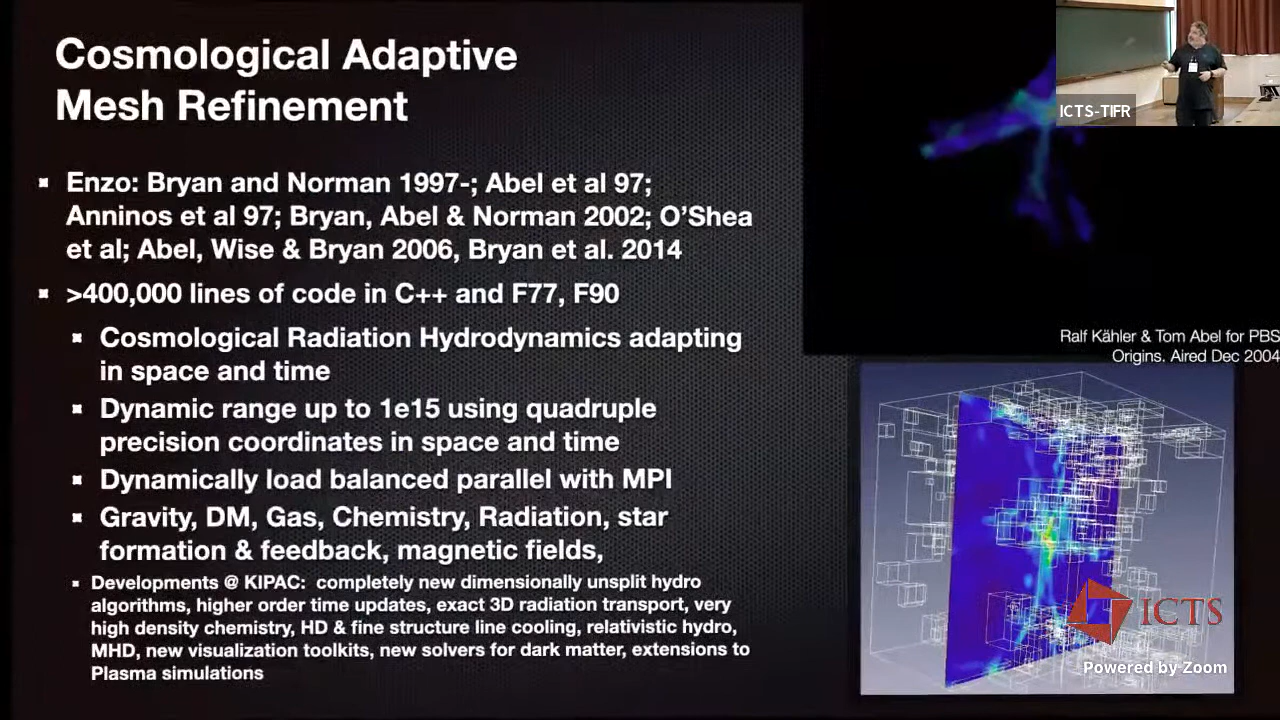 Cosmological Adaptive
Mesh Refinement
Enzo: Bryan and Norman 1997-; Abel et al 97;
Anninos et al 97; Bryan, Abel & Norman 2002; O'Shea
et al; Abel, Wise & Bryan 2006, Bryan et al. 2014
>400,000 lines of code in C++ and F77, F90
Cosmological Radiation Hydrodynamics adapting
in space and time
Dynamic range up to 1e15 using quadruple
precision coordinates in space and time
Dynamically load balanced parallel with MPI
Gravity, DM, Gas, Chemistry, Radiation, star
formation & feedback, magnetic fields,
Developments @ KIPAC: completely new dimensionally unsplit hydro
algorithms, higher order time updates, exact 3D radiation transport, very
high density chemistry, HD & fine structure line cooling, relativistic hydro,
MHD, new visualization toolkits, new solvers for dark matter, extensions to
Plasma simulations
ICTS-TIFR
Ralf Kähler & Tom Abel for PBS
Origins. Aired Dec 2004
ICTS
Powered by Zoom